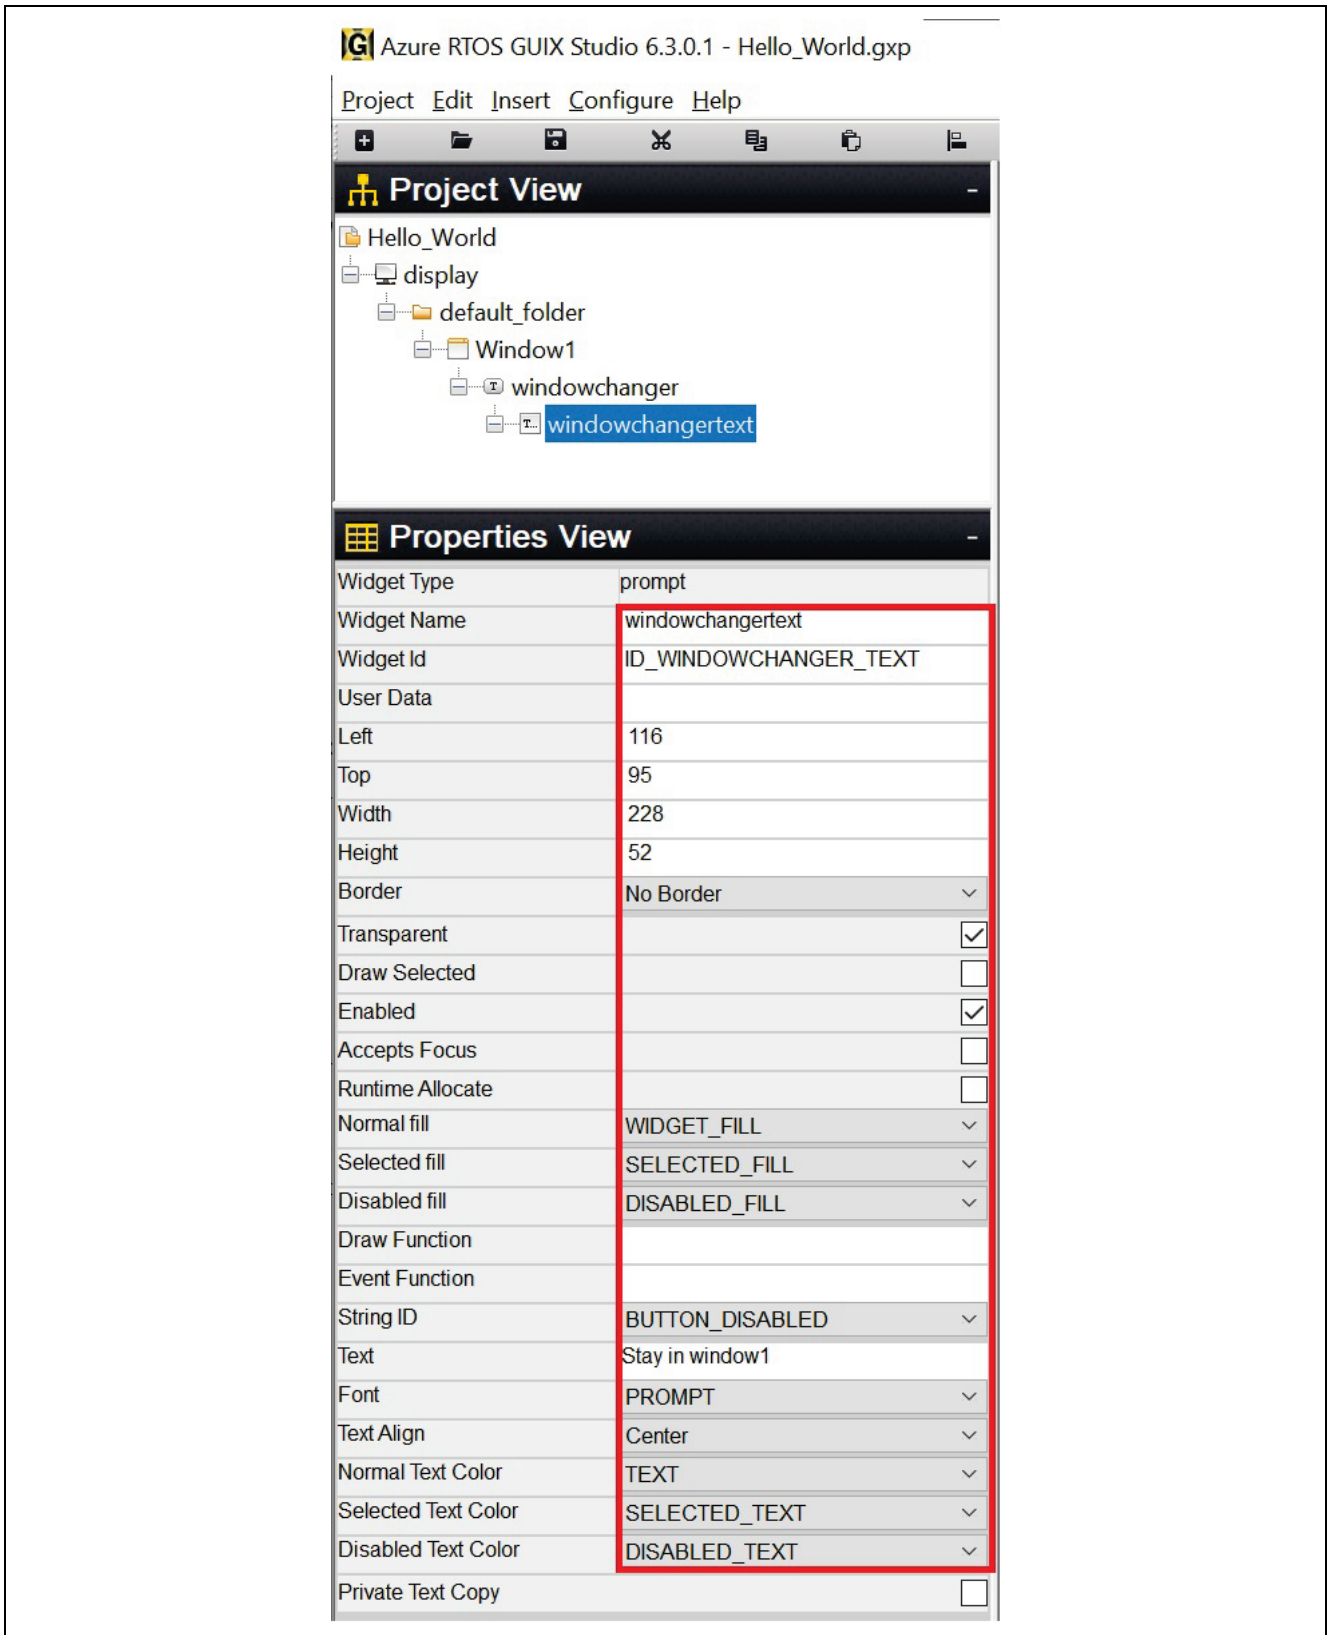 Azure RTOS GUIX Studio 6.3.0.1 - Hello_World.gxp
Project Edit Insert Configure Help
Project View -
Hello_World
display
default_folder
Window1
windowchanger
windowchangertext
Properties View -
Widget Type prompt
Widget Name windowchangertext
Widget Id ID_WINDOWCHANGER_TEXT
User Data
Left 116
Top 95
Width 228
Height 52
Border No Border
Transparent
Draw Selected
Enabled
Accepts Focus
Runtime Allocate
Normal fill WIDGET_FILL
Selected fill SELECTED_FILL
Disabled fill DISABLED_FILL
Draw Function
Event Function
String ID BUTTON_DISABLED
Text Stay in window1
Font PROMPT
Text Align Center
Normal Text Color TEXT
Selected Text Color SELECTED_TEXT
Disabled Text Color DISABLED_TEXT
Private Text Copy